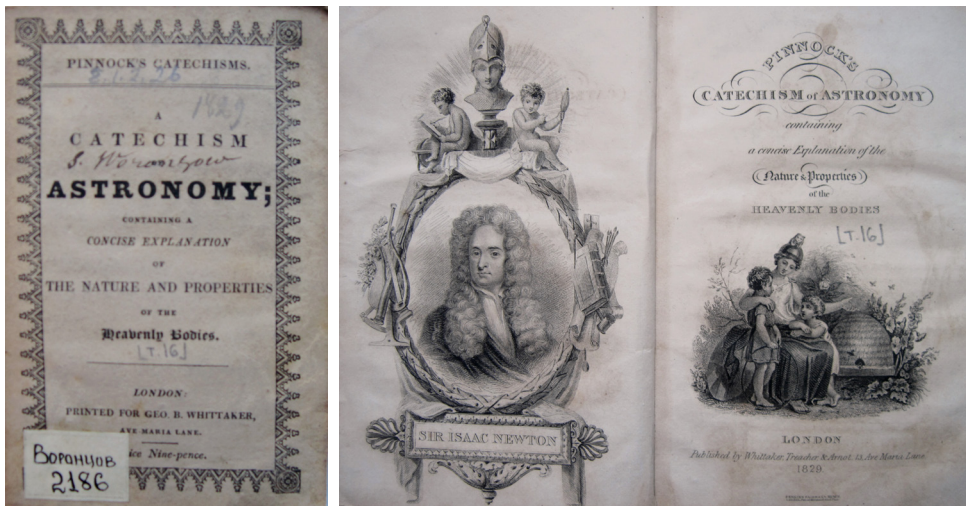 PINNOCK'S CATECHISMS.
1829
A
CATECHISM
ASTRONOMY;
CONTAINING A
CONCISE EXPLANATION
OF
THE NATURE AND PROPERTIES
OF THE
Heavenly Bodies.
[T.16]
LONDON:
PRINTED FOR GEO. B. WHITTAKER,
AVE MARIA LANE.
Nine-pence.
Воронцов
2186
SIR ISAAC NEWTON
PINNOCK'S
CATECHISM of ASTRONOMY
containing
a concise Explanation of the
Nature & Properties
of the
HEAVENLY BODIES
[T.16]
LONDON
Published by Whittaker, Treacher & Arnot, 13, Ave Maria Lane.
1829.